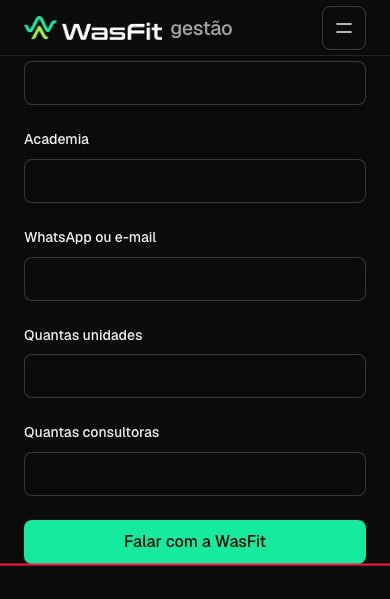 WasFit gestão
Academia
WhatsApp ou e-mail
Quantas unidades
Quantas consultoras
Falar com a WasFit